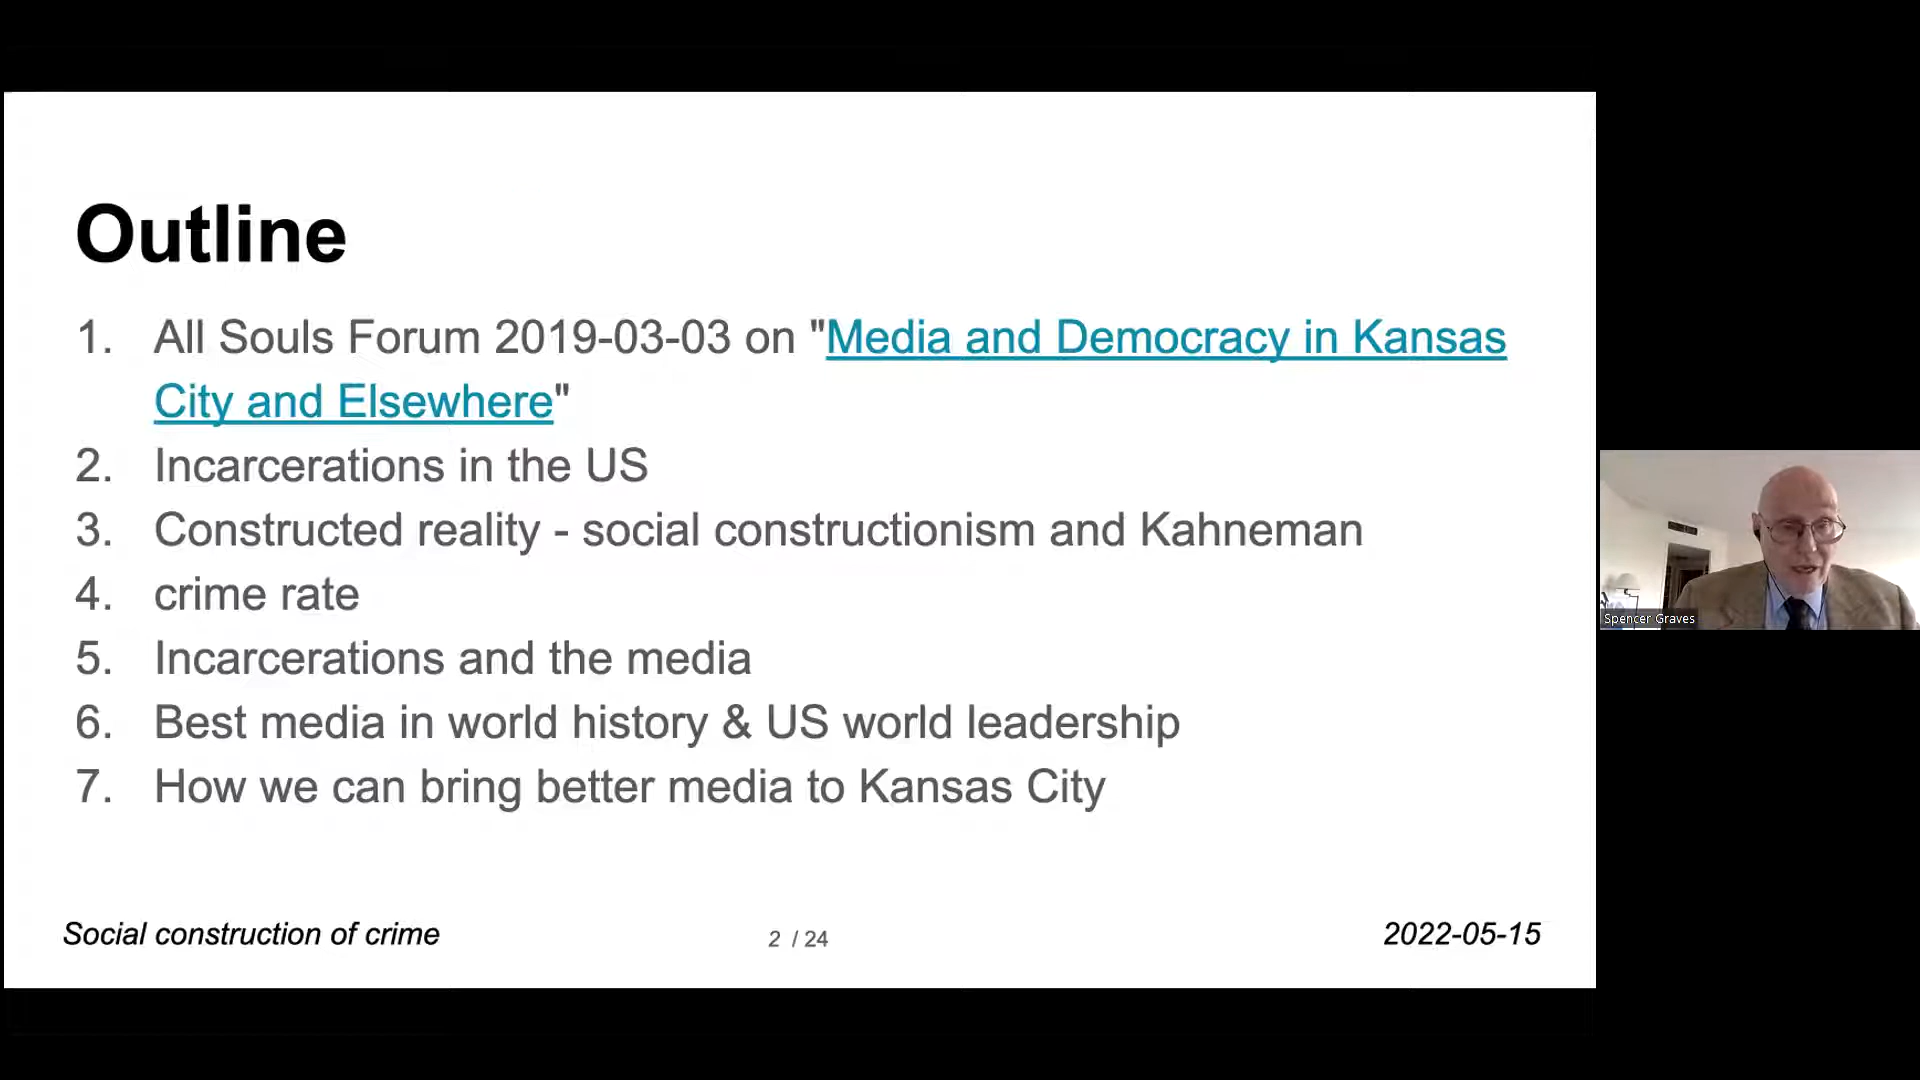 Outline
1. All Souls Forum 2019-03-03 on "Media and Democracy in Kansas
City and Elsewhere"
2. Incarcerations in the US
3. Constructed reality - social constructionism and Kahneman
4. crime rate
5. Incarcerations and the media
6. Best media in world history & US world leadership
7. How we can bring better media to Kansas City
Social construction of crime
2 / 24
2022-05-15
Spencer Graves